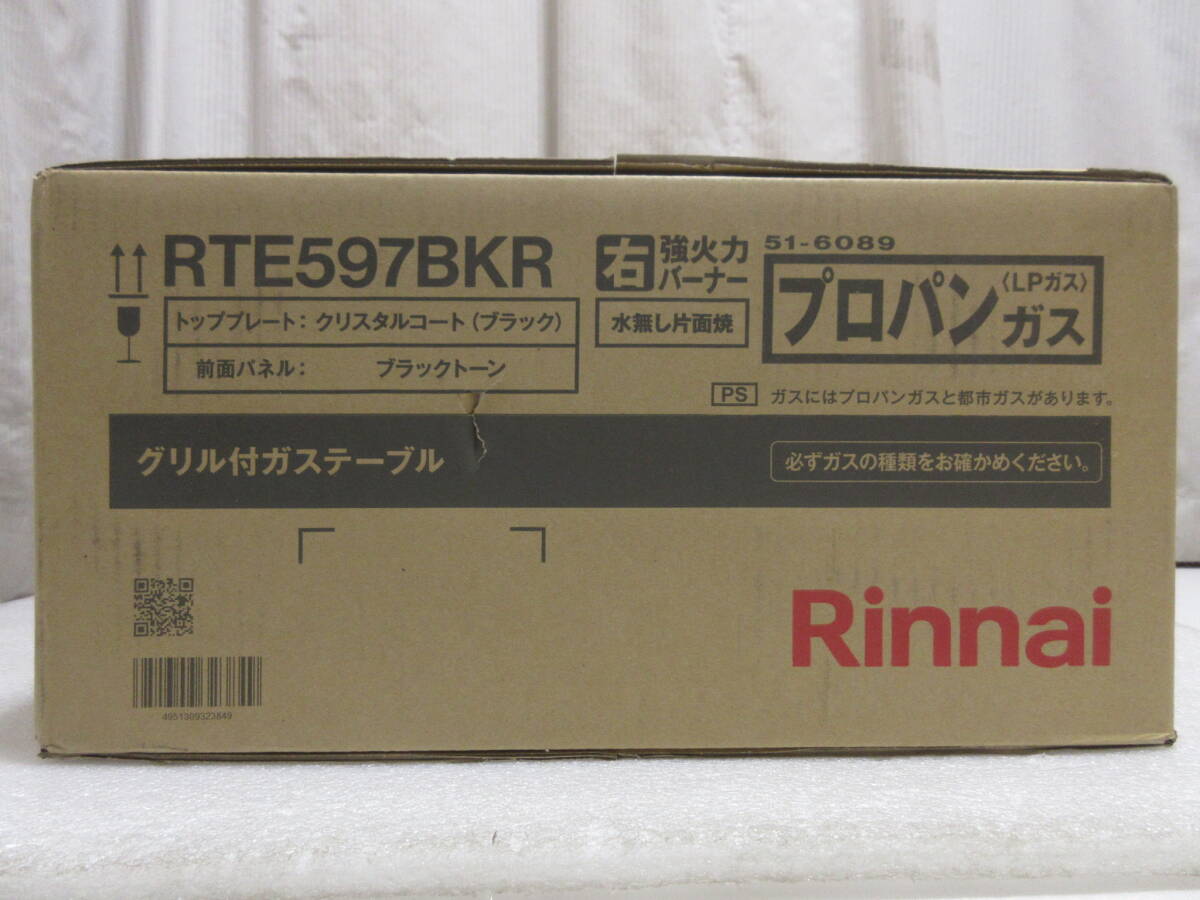 RTE597BKR
トッププレート：クリスタルコート（ブラック）
前面パネル： ブラックトーン
右 強火力
バーナー
水無し片面焼
51-6089
プロパン〈LPガス〉
ガス
PS ガスにはプロパンガスと都市ガスがあります。
グリル付ガステーブル
必ずガスの種類をお確かめください。
Rinnai
4951309323849